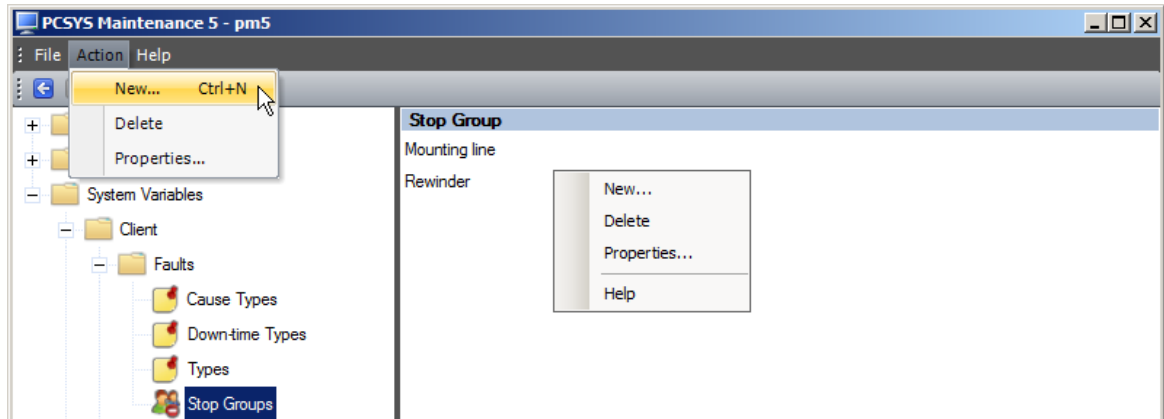 PCSYS Maintenance 5 - pm5
File Action Help
New... Ctrl+N
Delete
Properties...
System Variables
Client
Faults
Cause Types
Down-time Types
Types
Stop Groups
Stop Group
Mounting line
Rewinder
New...
Delete
Properties...
Help